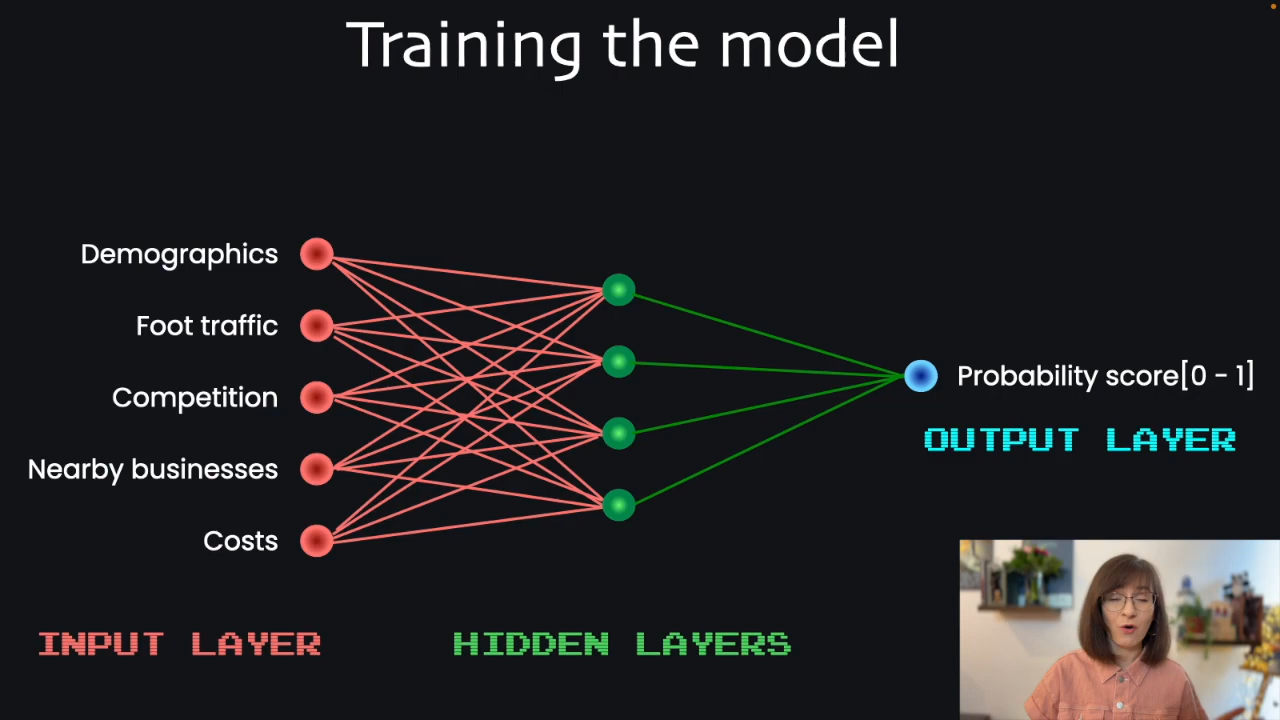 Training the model
Demographics
Foot traffic
Competition
Nearby businesses
Costs
Probability score[0 - 1]
OUTPUT LAYER
INPUT LAYER
HIDDEN LAYERS